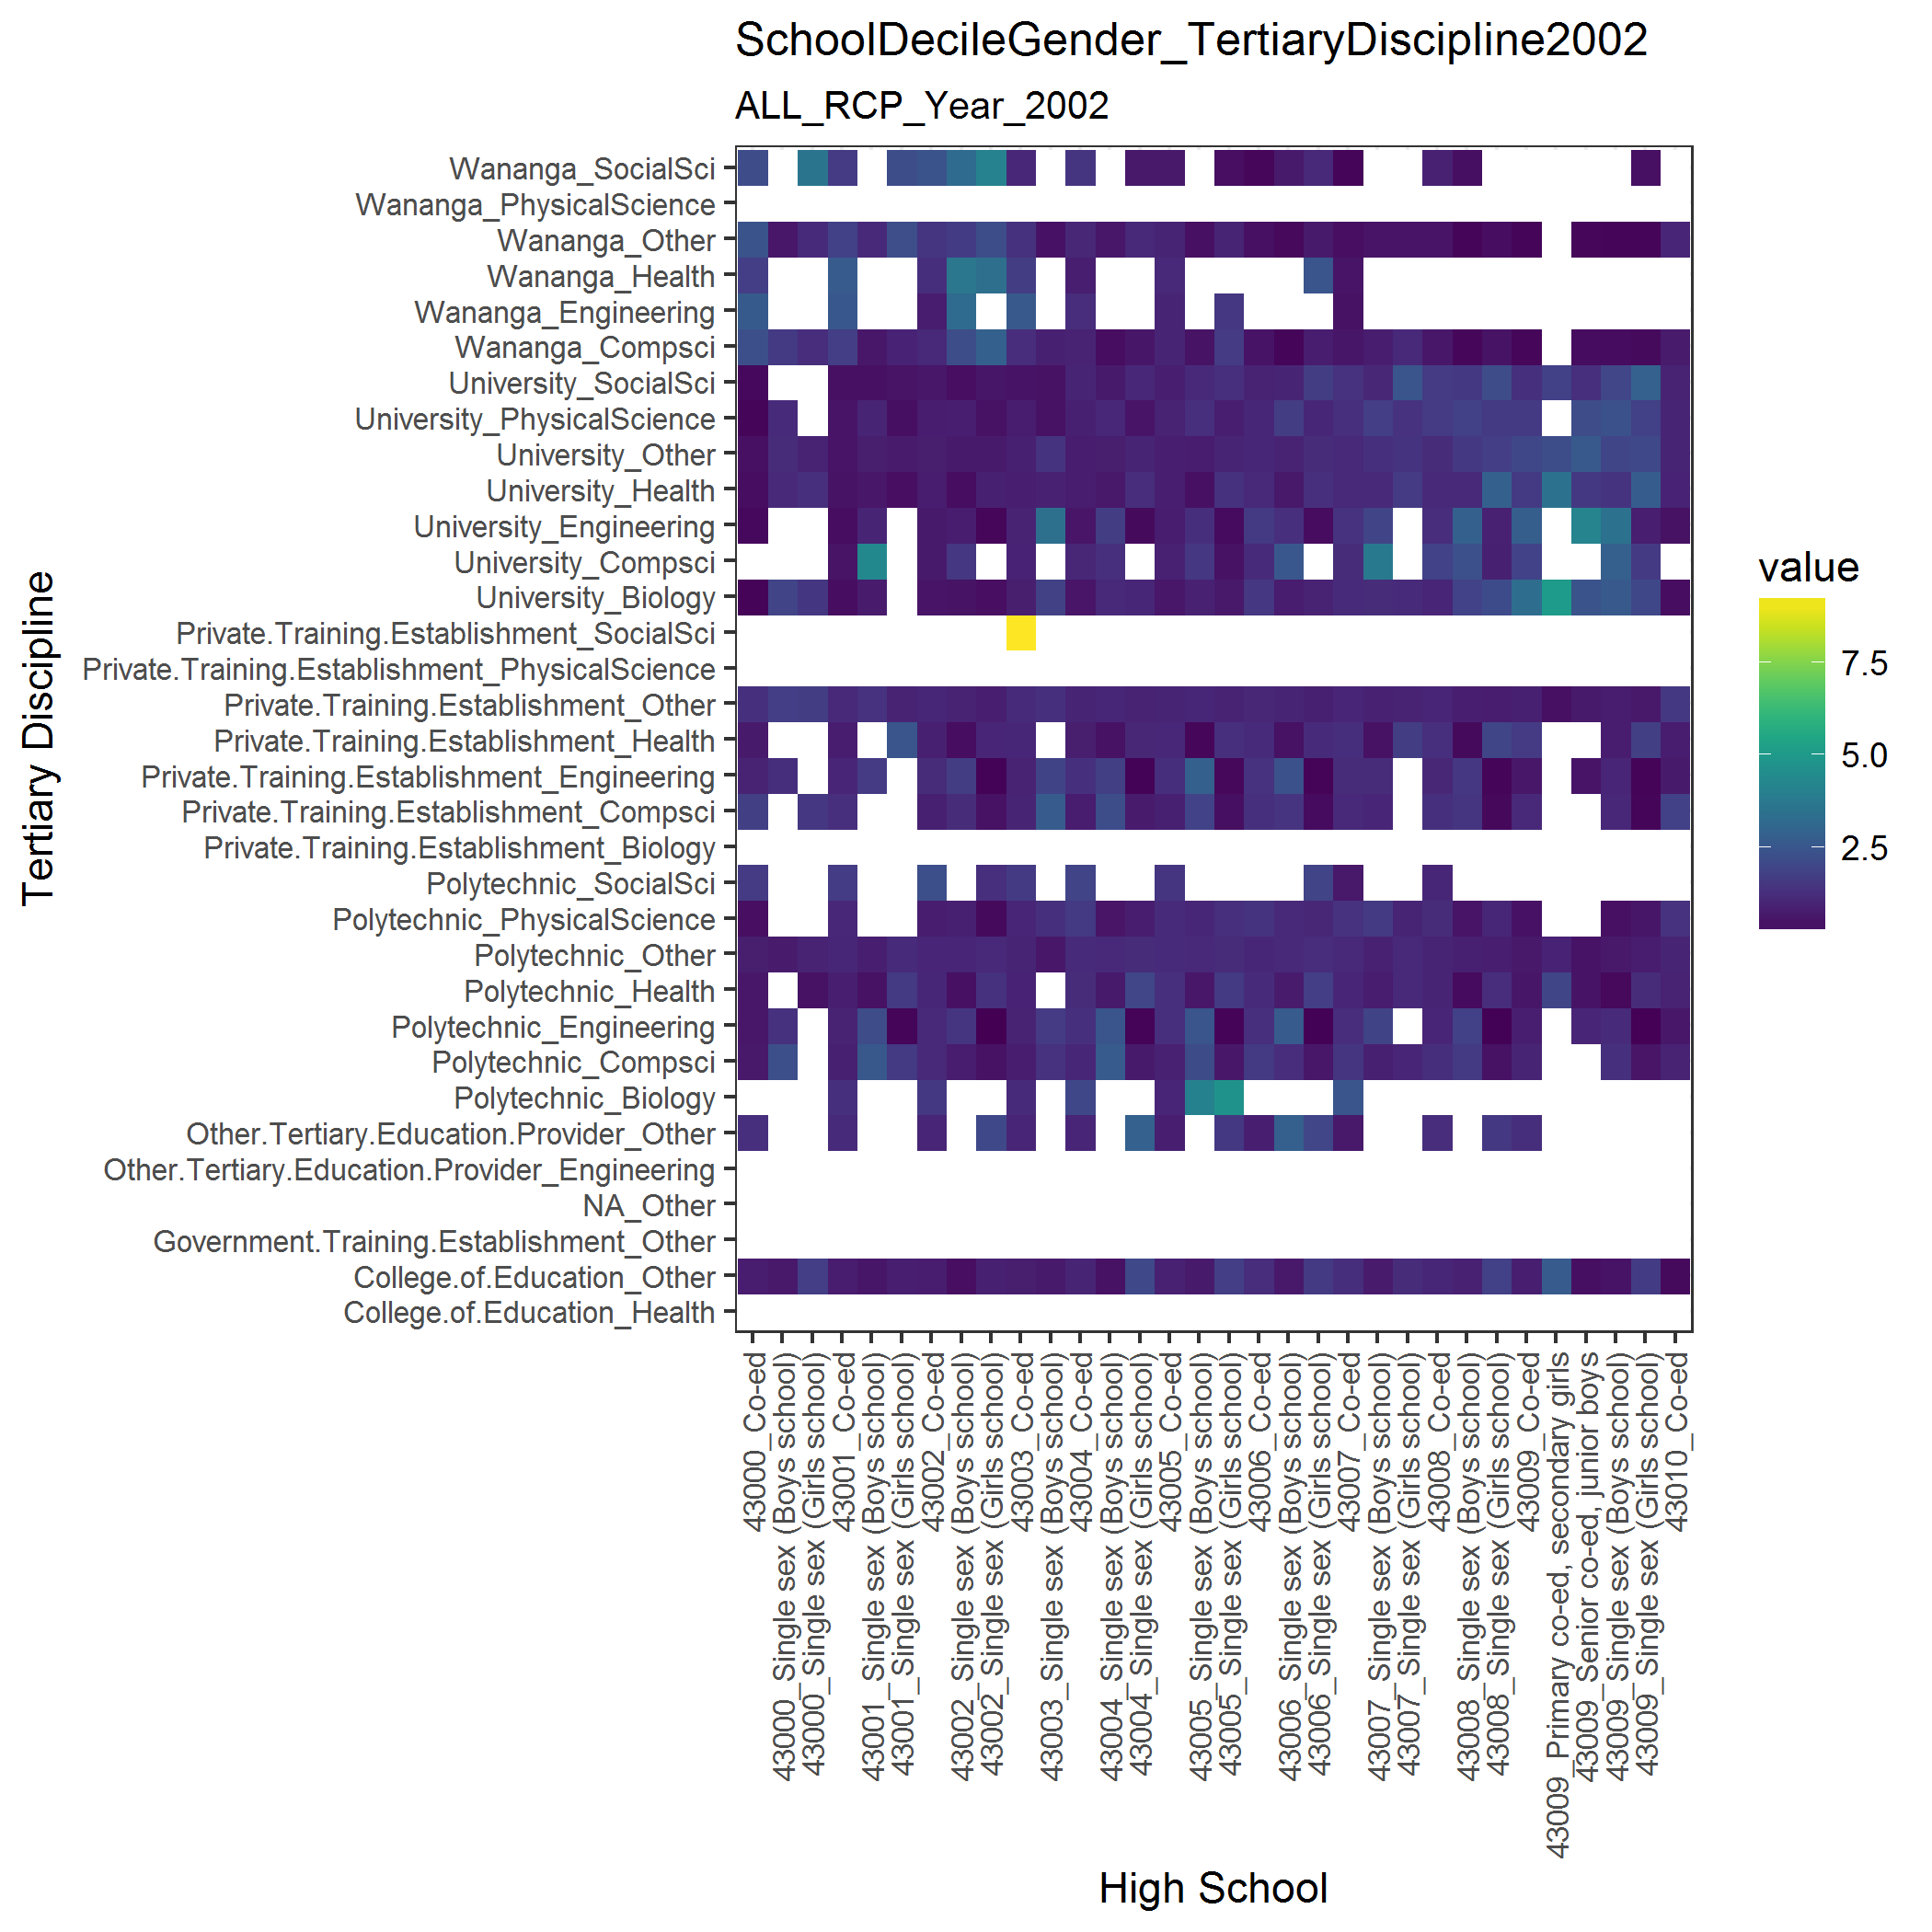 SchoolDecileGender_TertiaryDiscipline2002
ALL_RCP_Year_2002
Tertiary Discipline
Wananga_SocialSci
Wananga_PhysicalScience
Wananga_Other
Wananga_Health
Wananga_Engineering
Wananga_Compsci
University_SocialSci
University_PhysicalScience
University_Other
University_Health
University_Engineering
University_Compsci
University_Biology
Private.Training.Establishment_SocialSci
Private.Training.Establishment_PhysicalScience
Private.Training.Establishment_Other
Private.Training.Establishment_Health
Private.Training.Establishment_Engineering
Private.Training.Establishment_Compsci
Private.Training.Establishment_Biology
Polytechnic_SocialSci
Polytechnic_PhysicalScience
Polytechnic_Other
Polytechnic_Health
Polytechnic_Engineering
Polytechnic_Compsci
Polytechnic_Biology
Other.Tertiary.Education.Provider_Other
Other.Tertiary.Education.Provider_Engineering
NA_Other
Government.Training.Establishment_Other
College.of.Education_Other
College.of.Education_Health
43000_Co-ed
43000_Single sex (Boys school)
43000_Single sex (Girls school)
43001_Co-ed
43001_Single sex (Boys school)
43001_Single sex (Girls school)
43002_Co-ed
43002_Single sex (Boys school)
43002_Single sex (Girls school)
43003_Co-ed
43003_Single sex (Boys school)
43004_Co-ed
43004_Single sex (Boys school)
43004_Single sex (Girls school)
43005_Co-ed
43005_Single sex (Boys school)
43005_Single sex (Girls school)
43006_Co-ed
43006_Single sex (Boys school)
43006_Single sex (Girls school)
43007_Co-ed
43007_Single sex (Boys school)
43007_Single sex (Girls school)
43008_Co-ed
43008_Single sex (Boys school)
43008_Single sex (Girls school)
43009_Co-ed
43009_Primary co-ed, secondary girls
43009_Senior co-ed, junior boys
43009_Single sex (Boys school)
43009_Single sex (Girls school)
43010_Co-ed
High School
value
7.5
5.0
2.5